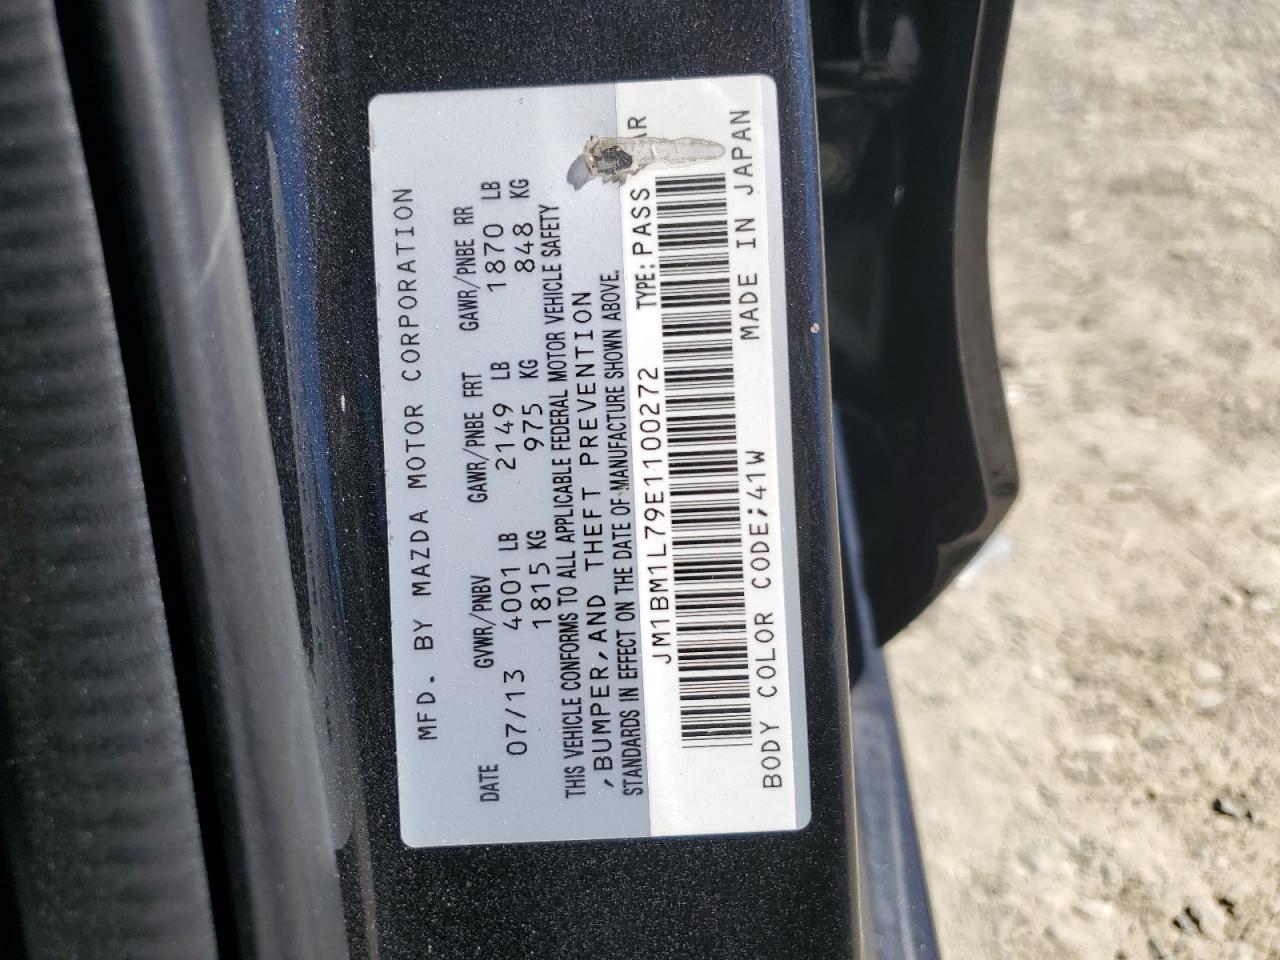 MFD. BY MAZDA MOTOR CORPORATION
DATE GVWR/PNBV GAWR/PNBE FRT GAWR/PNBE RR
07/13 4001 LB 2149 LB 1870 LB
1815 KG 975 KG 848 KG
THIS VEHICLE CONFORMS TO ALL APPLICABLE FEDERAL MOTOR VEHICLE SAFETY
,BUMPER,AND THEFT PREVENTION
STANDARDS IN EFFECT ON THE DATE OF MANUFACTURE SHOWN ABOVE.
JM1BM1L79E1100272 TYPE: PASS AR
BODY COLOR CODE;41W MADE IN JAPAN